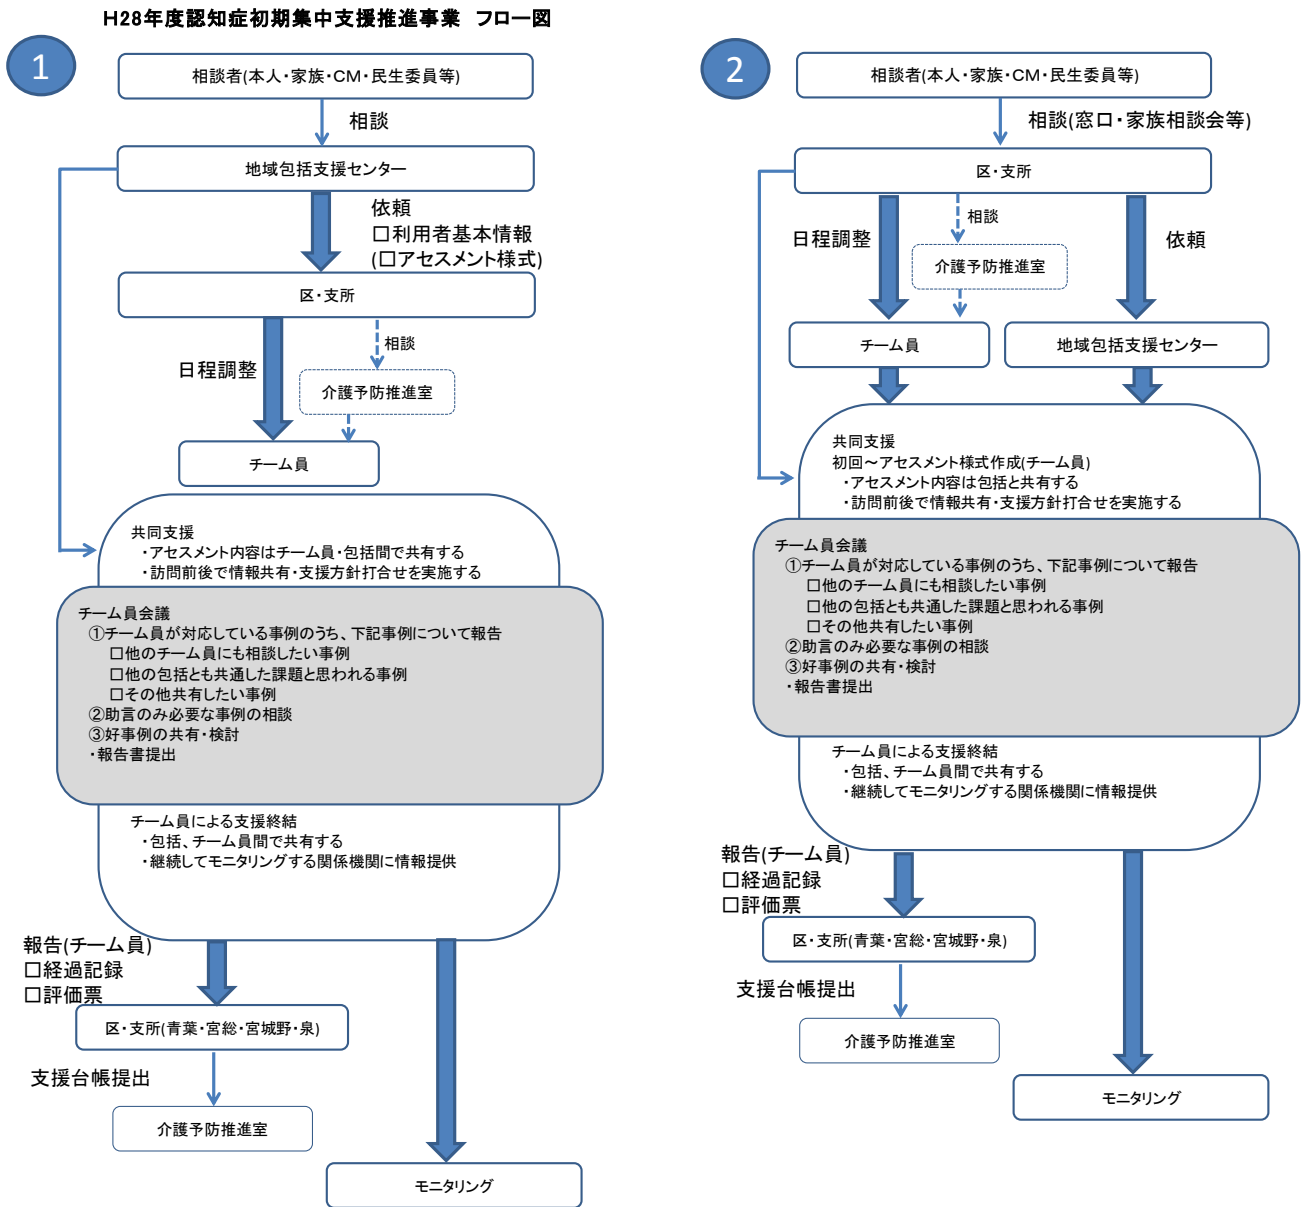 H28年度認知症初期集中支援推進事業　フロー図
1
相談者(本人・家族・CM・民生委員等)
相談
地域包括支援センター
依頼
□利用者基本情報
(□アセスメント様式)
区・支所
日程調整
相談
介護予防推進室
チーム員
共同支援
・アセスメント内容はチーム員・包括間で共有する
・訪問前後で情報共有・支援方針打合せを実施する
チーム員会議
①チーム員が対応している事例のうち、下記事例について報告
□他のチーム員にも相談したい事例
□他の包括とも共通した課題と思われる事例
□その他共有したい事例
②助言のみ必要な事例の相談
③好事例の共有・検討
・報告書提出
チーム員による支援終結
・包括、チーム員間で共有する
・継続してモニタリングする関係機関に情報提供
報告(チーム員)
□経過記録
□評価票
区・支所(青葉・宮総・宮城野・泉)
支援台帳提出
介護予防推進室
モニタリング
2
相談者(本人・家族・CM・民生委員等)
相談(窓口・家族相談会等)
区・支所
日程調整
相談
介護予防推進室
依頼
チーム員
地域包括支援センター
共同支援
初回～アセスメント様式作成(チーム員)
・アセスメント内容は包括と共有する
・訪問前後で情報共有・支援方針打合せを実施する
チーム員会議
①チーム員が対応している事例のうち、下記事例について報告
□他のチーム員にも相談したい事例
□他の包括とも共通した課題と思われる事例
□その他共有したい事例
②助言のみ必要な事例の相談
③好事例の共有・検討
・報告書提出
チーム員による支援終結
・包括、チーム員間で共有する
・継続してモニタリングする関係機関に情報提供
報告(チーム員)
□経過記録
□評価票
区・支所(青葉・宮総・宮城野・泉)
支援台帳提出
介護予防推進室
モニタリング